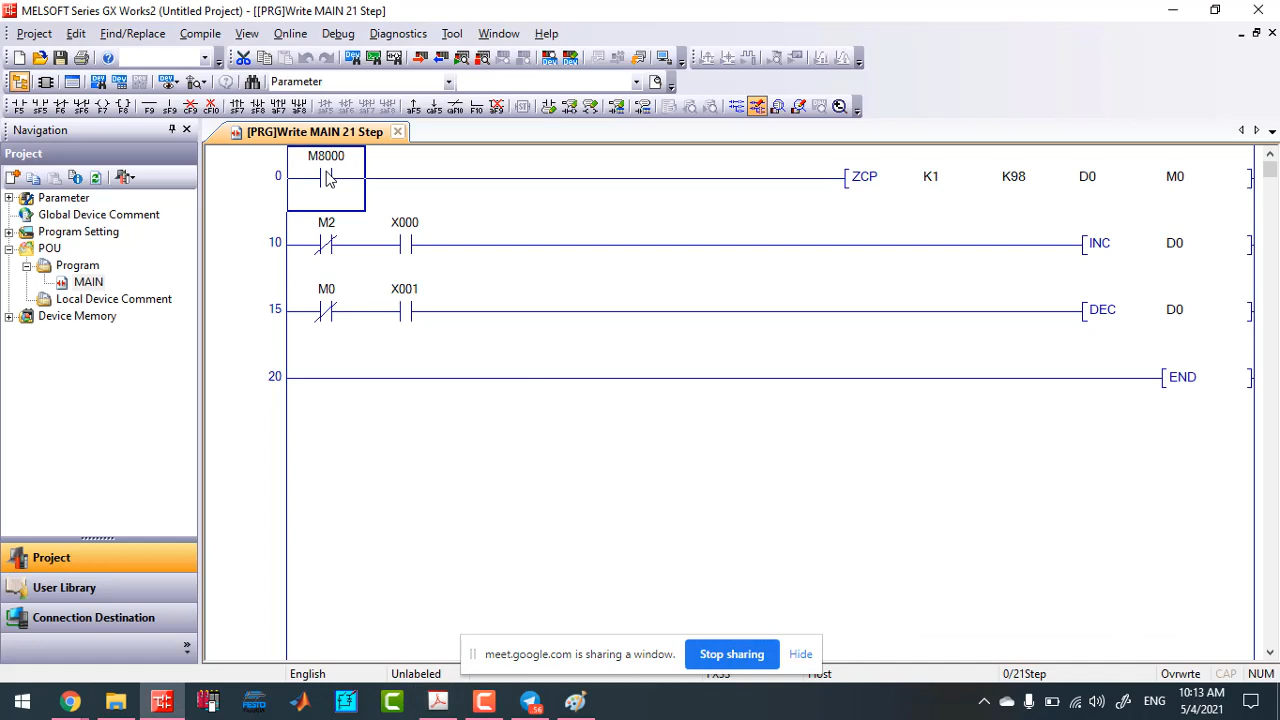 MELSOFT Series GX Works2 (Untitled Project) - [[PRG]Write MAIN 21 Step]
Project Edit Find/Replace Compile View Online Debug Diagnostics Tool Window Help
Parameter
Navigation
[PRG]Write MAIN 21 Step
Project
Parameter
Global Device Comment
Program Setting
POU
Program
MAIN
Local Device Comment
Device Memory
M8000
0 ZCP K1 K98 D0 M0
M2 X000
10 INC D0
M0 X001
15 DEC D0
20 END
Project
User Library
Connection Destination
meet.google.com is sharing a window. Stop sharing Hide
English Unlabeled 0/21Step Ovrwrte CAP NUM
56
ENG
10:13 AM
5/4/2021